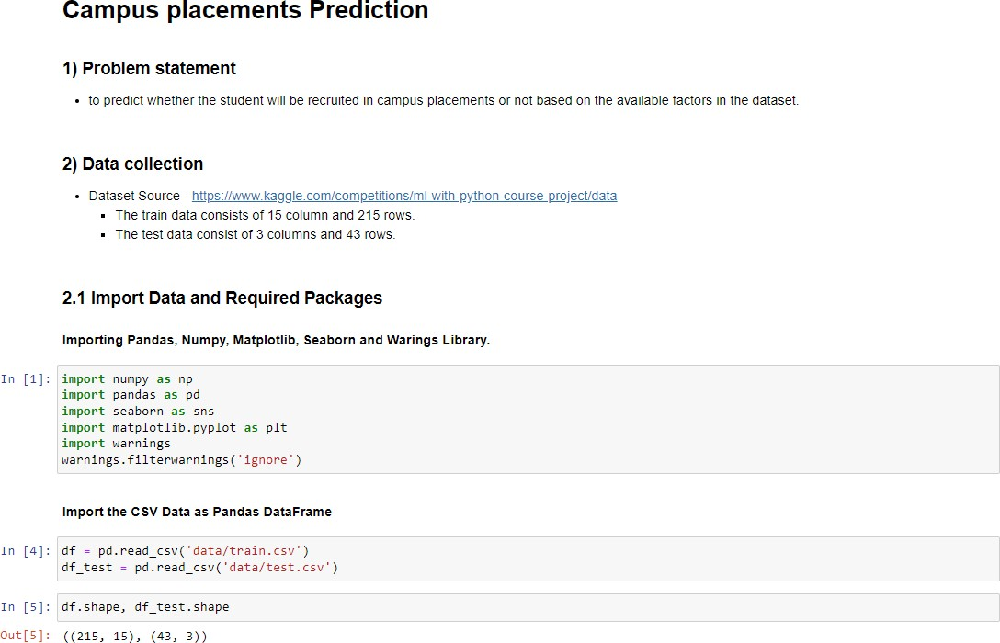 Campus placements Prediction
1) Problem statement
• to predict whether the student will be recruited in campus placements or not based on the available factors in the dataset.
2) Data collection
• Dataset Source - https://www.kaggle.com/competitions/ml-with-python-course-project/data
▪ The train data consists of 15 column and 215 rows.
▪ The test data consist of 3 columns and 43 rows.
2.1 Import Data and Required Packages
Importing Pandas, Numpy, Matplotlib, Seaborn and Warings Library.
In [1]: import numpy as np
import pandas as pd
import seaborn as sns
import matplotlib.pyplot as plt
import warnings
warnings.filterwarnings('ignore')
Import the CSV Data as Pandas DataFrame
In [4]: df = pd.read_csv('data/train.csv')
df_test = pd.read_csv('data/test.csv')
In [5]: df.shape, df_test.shape
Out[5]: ((215, 15), (43, 3))